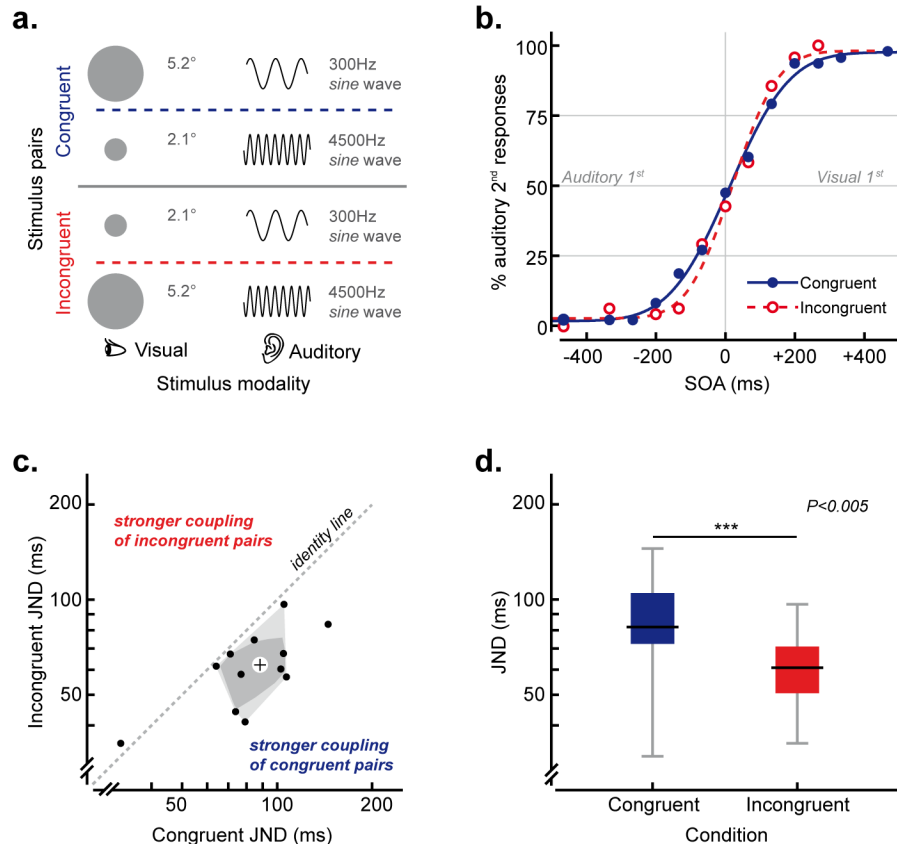 a.
Stimulus pairs
Congruent
Incongruent
5.2°
300Hz
sine wave
2.1°
4500Hz
sine wave
2.1°
300Hz
sine wave
5.2°
4500Hz
sine wave
Visual
Auditory
Stimulus modality
b.
% auditory 2nd responses
100
75
50
25
0
Auditory 1st
Visual 1st
Congruent
Incongruent
-400
-200
0
+200
+400
SOA (ms)
c.
Incongruent JND (ms)
200
100
50
stronger coupling
of incongruent pairs
identity line
stronger coupling
of congruent pairs
50
100
200
Congruent JND (ms)
d.
JND (ms)
200
100
50
P<0.005
***
Congruent
Incongruent
Condition